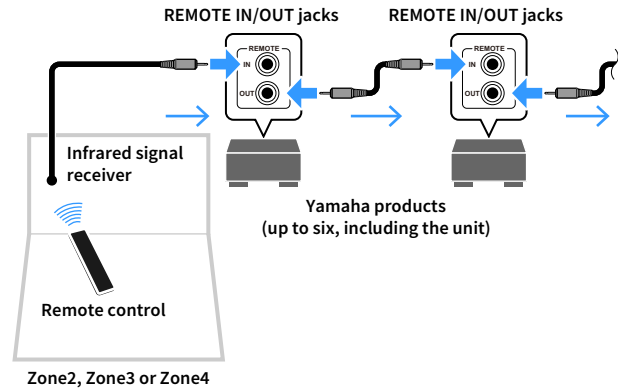 REMOTE IN/OUT jacks
REMOTE IN/OUT jacks
REMOTE
IN
OUT
REMOTE
IN
OUT
Infrared signal
receiver
Yamaha products
(up to six, including the unit)
Remote control
Zone2, Zone3 or Zone4